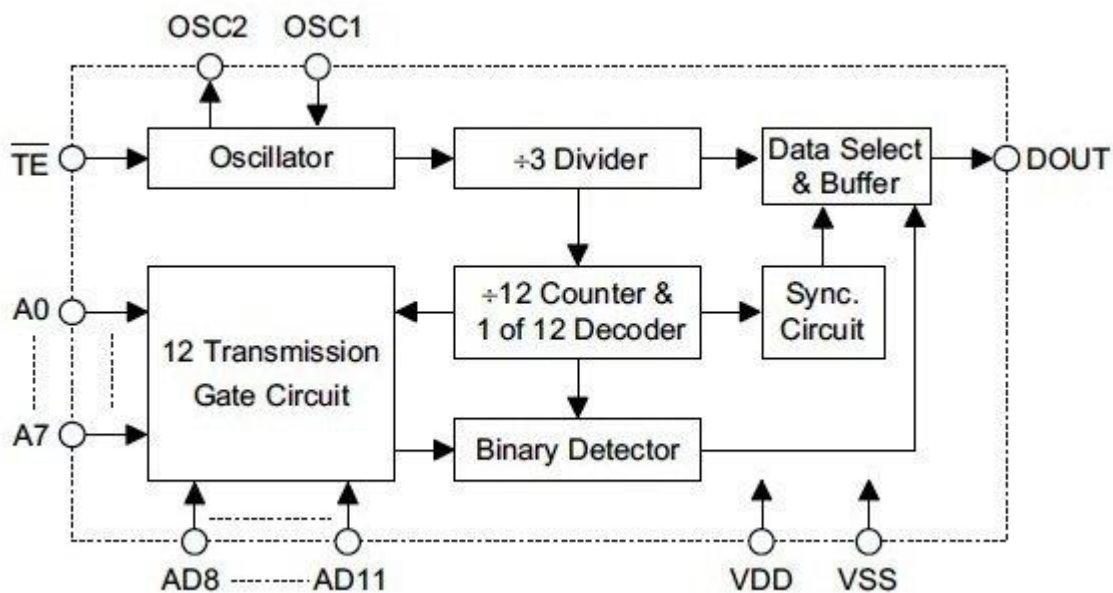 OSC2 OSC1
TE
Oscillator
÷3 Divider
Data Select
& Buffer
DOUT
A0
A7
12 Transmission
Gate Circuit
÷12 Counter &
1 of 12 Decoder
Sync.
Circuit
Binary Detector
AD8 AD11
VDD VSS